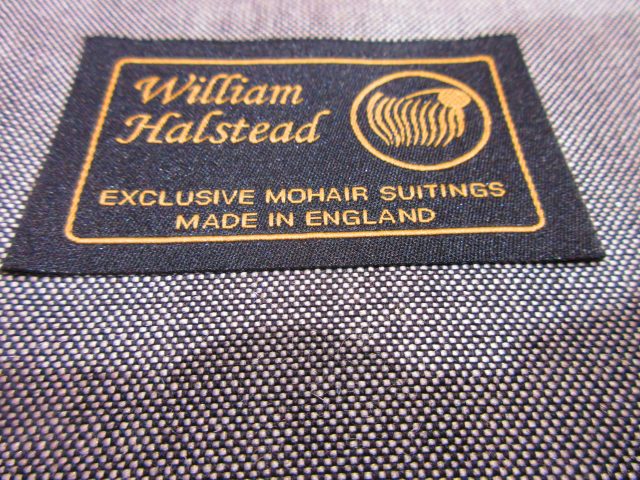 William
Halstead
EXCLUSIVE MOHAIR SUITINGS
MADE IN ENGLAND